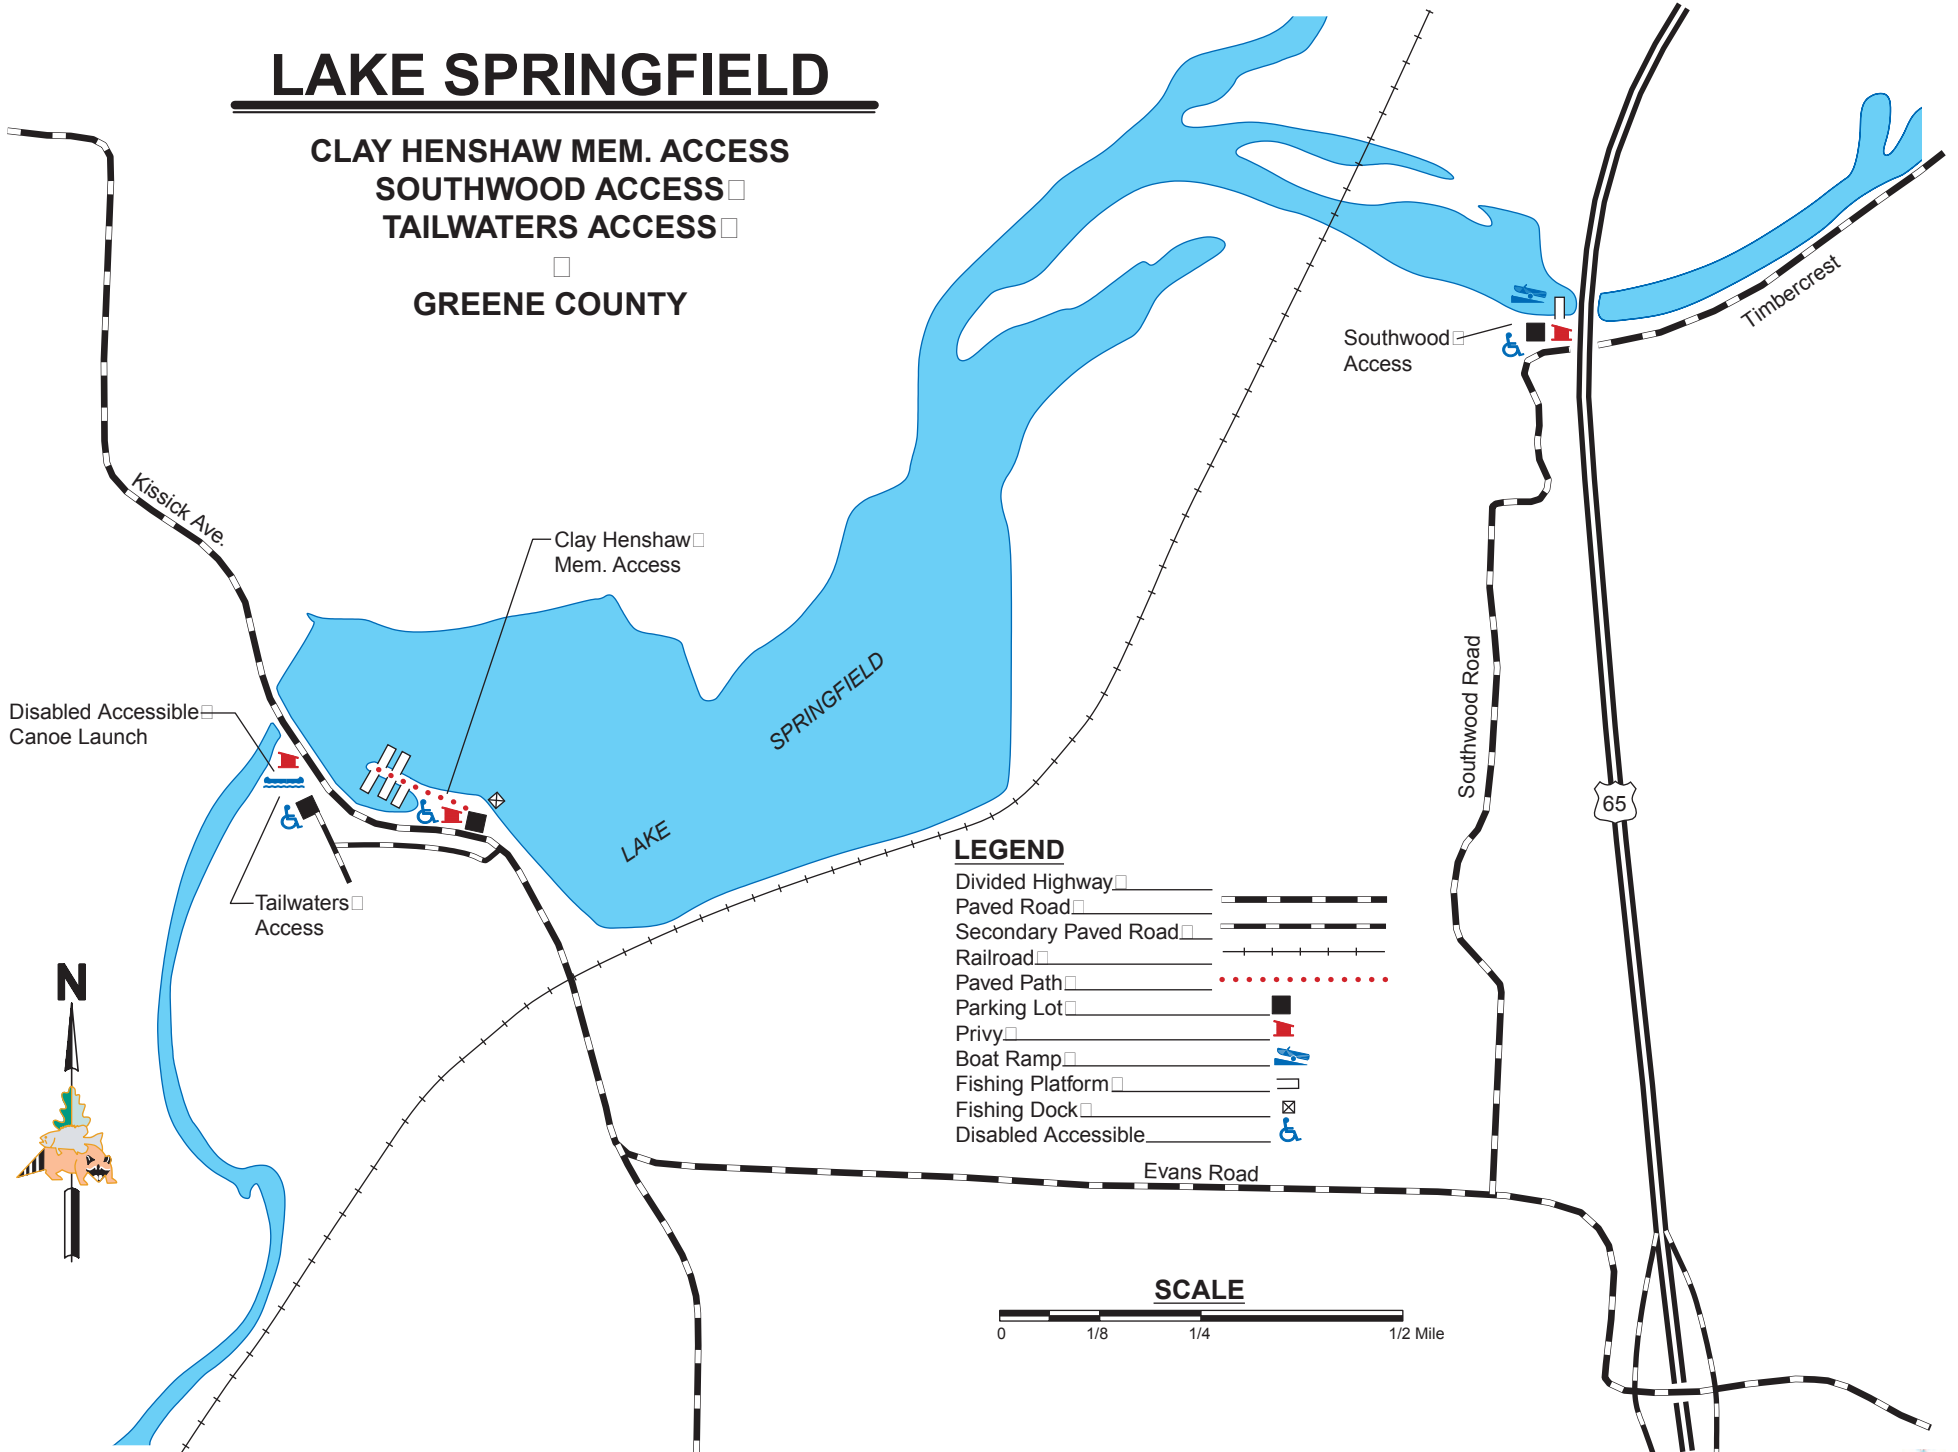 LAKE SPRINGFIELD
CLAY HENSHAW MEM. ACCESS
SOUTHWOOD ACCESS
TAILWATERS ACCESS
GREENE COUNTY
Kissick Ave.
Clay Henshaw
Mem. Access
Disabled Accessible
Canoe Launch
Tailwaters
Access
LAKE
SPRINGFIELD
Southwood
Access
Timbercrest
Southwood Road
65
Evans Road
N
LEGEND
Divided Highway
Paved Road
Secondary Paved Road
Railroad
Paved Path
Parking Lot
Privy
Boat Ramp
Fishing Platform
Fishing Dock
Disabled Accessible
SCALE
0 1/8 1/4 1/2 Mile